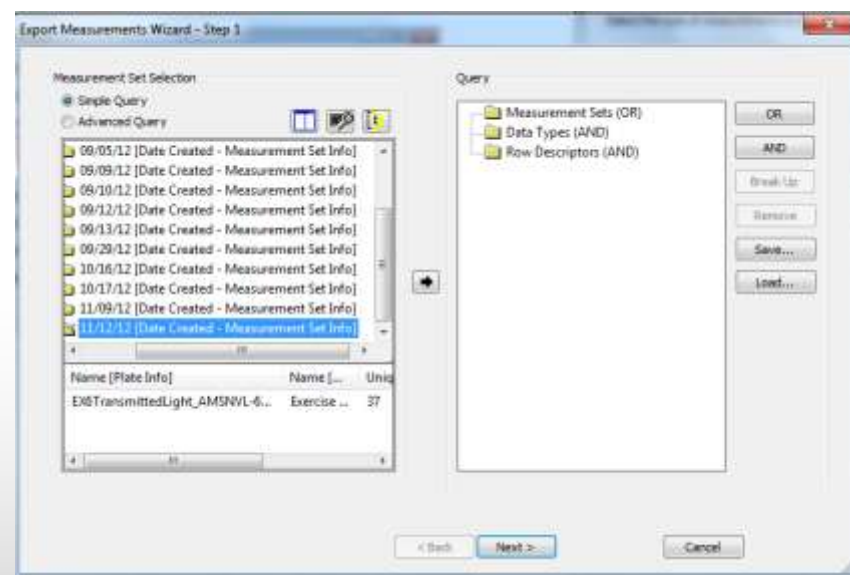 Export Measurements Wizard - Step 1
Measurement Set Selection
Simple Query
Advanced Query
09/05/12 [Date Created - Measurement Set Info]
09/09/12 [Date Created - Measurement Set Info]
09/10/12 [Date Created - Measurement Set Info]
09/12/12 [Date Created - Measurement Set Info]
09/13/12 [Date Created - Measurement Set Info]
09/29/12 [Date Created - Measurement Set Info]
10/16/12 [Date Created - Measurement Set Info]
10/17/12 [Date Created - Measurement Set Info]
11/09/12 [Date Created - Measurement Set Info]
11/12/12 [Date Created - Measurement Set Info]
Name [Plate Info] Name [... Uniq
EX6TransmittedLight_AMSNVL-6... Exercise ... 37
Query
Measurement Sets (OR)
Data Types (AND)
Row Descriptors (AND)
OR
AND
Break Up
Remove
Save...
Load...
< Back
Next >
Cancel